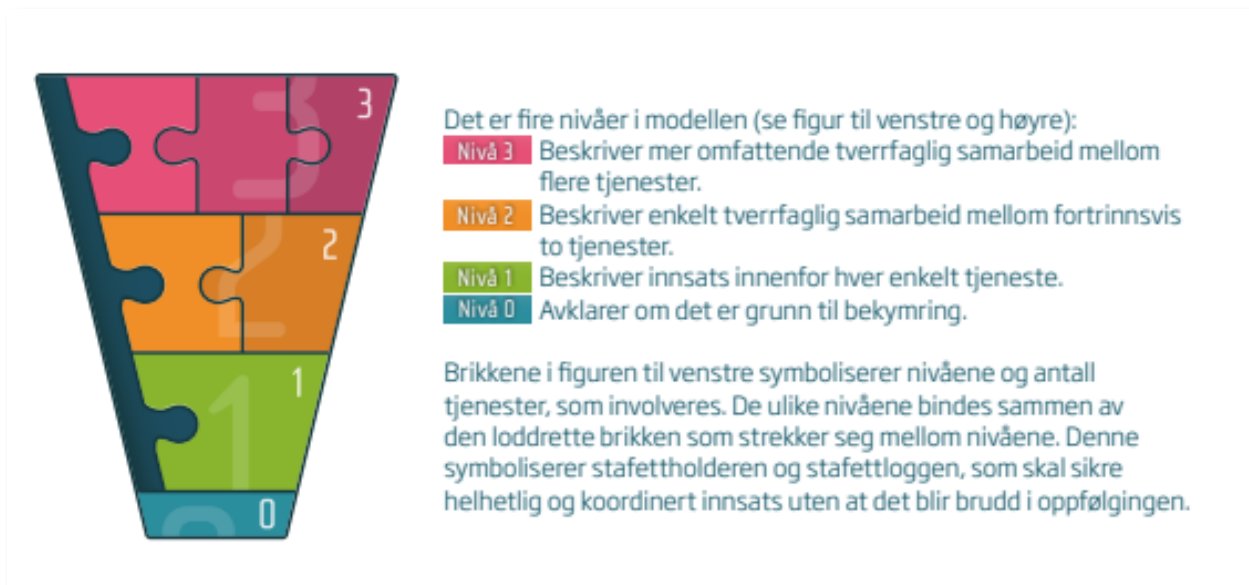 3
2
1
0
Det er fire nivåer i modellen (se figur til venstre og høyre):
Nivå 3 Beskriver mer omfattende tverrfaglig samarbeid mellom
flere tjenester.
Nivå 2 Beskriver enkelt tverrfaglig samarbeid mellom fortrinnsvis
to tjenester.
Nivå 1 Beskriver innsats innenfor hver enkelt tjeneste.
Nivå 0 Avklarer om det er grunn til bekymring.
Brikkene i figuren til venstre symboliserer nivåene og antall
tjenester, som involveres. De ulike nivåene bindes sammen av
den loddrette brikken som strekker seg mellom nivåene. Denne
symboliserer stafettholderen og stafettloggen, som skal sikre
helhetlig og koordinert innsats uten at det blir brudd i oppfølgingen.